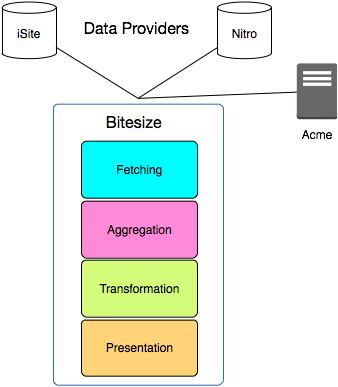 iSite
Data Providers
Nitro
Acme
Bitesize
Fetching
Aggregation
Transformation
Presentation